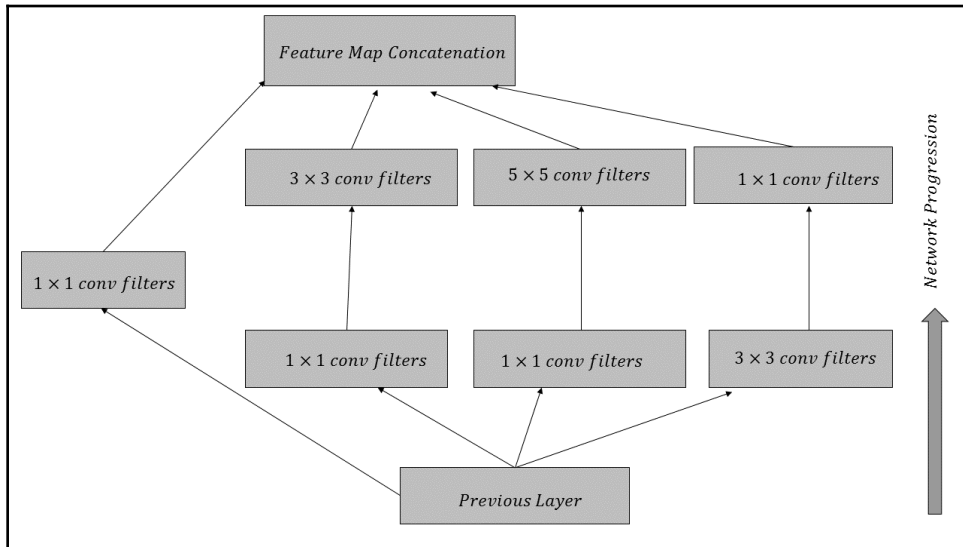 Feature Map Concatenation
3 × 3 conv filters
5 × 5 conv filters
1 × 1 conv filters
1 × 1 conv filters
1 × 1 conv filters
1 × 1 conv filters
3 × 3 conv filters
Previous Layer
Network Progression